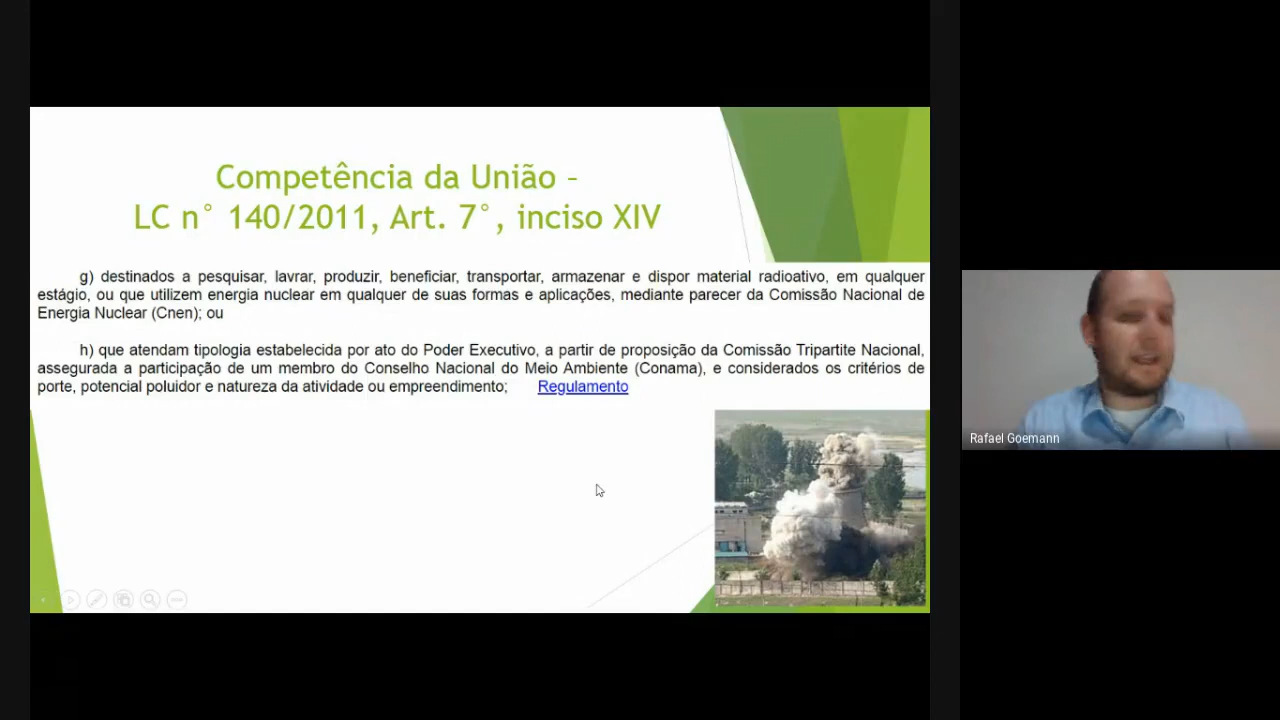 Competência da União –
LC n° 140/2011, Art. 7°, inciso XIV
g) destinados a pesquisar, lavrar, produzir, beneficiar, transportar, armazenar e dispor material radioativo, em qualquer
estágio, ou que utilizem energia nuclear em qualquer de suas formas e aplicações, mediante parecer da Comissão Nacional de
Energia Nuclear (Cnen); ou
h) que atendam tipologia estabelecida por ato do Poder Executivo, a partir de proposição da Comissão Tripartite Nacional,
assegurada a participação de um membro do Conselho Nacional do Meio Ambiente (Conama), e considerados os critérios de
porte, potencial poluidor e natureza da atividade ou empreendimento; Regulamento
Rafael Goemann